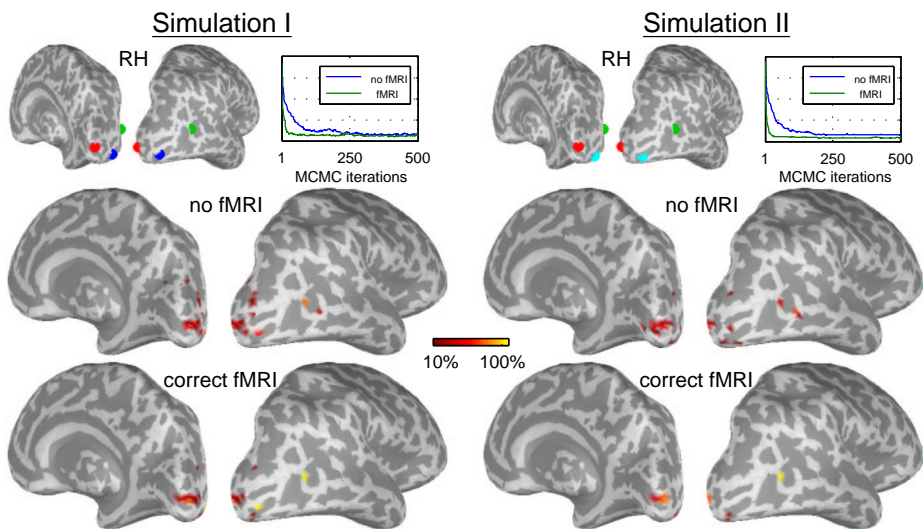 Simulation I
Simulation II
RH
no fMRI
fMRI
1 250 500
MCMC iterations
RH
no fMRI
fMRI
1 250 500
MCMC iterations
no fMRI
no fMRI
10% 100%
correct fMRI
correct fMRI